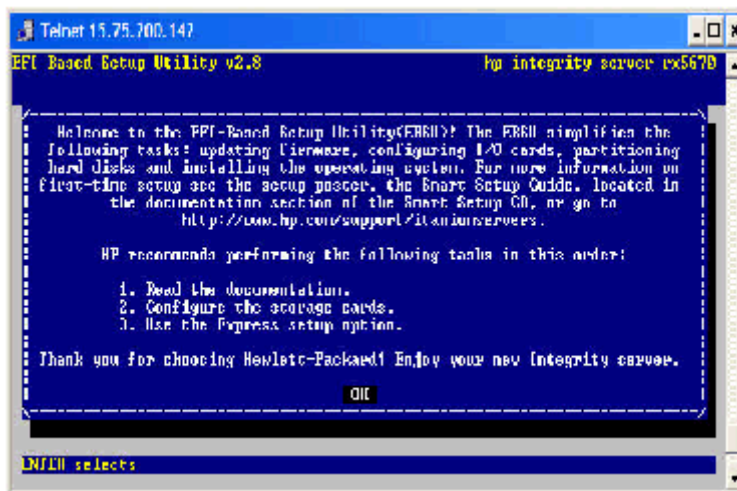 Telnet 15.75.200.147
EFI Based Setup Utility v2.8 hp integrity server rx5670
Welcome to the EFI-Based Setup Utility(EBSU)! The EBSU simplifies the
following tasks: updating firmware, configuring I/O cards, partitioning
hard disks and installing the operating system. For more information on
first-time setup see the setup poster, the Smart Setup Guide, located in
the documentation section of the Smart Setup CD, or go to
http://www.hp.com/support/itaniumservers.
HP recommends performing the following tasks in this order:
1. Read the documentation.
2. Configure the storage cards.
3. Use the Express setup option.
Thank you for choosing Hewlett-Packard! Enjoy your new Integrity server.
OK
ENTER selects